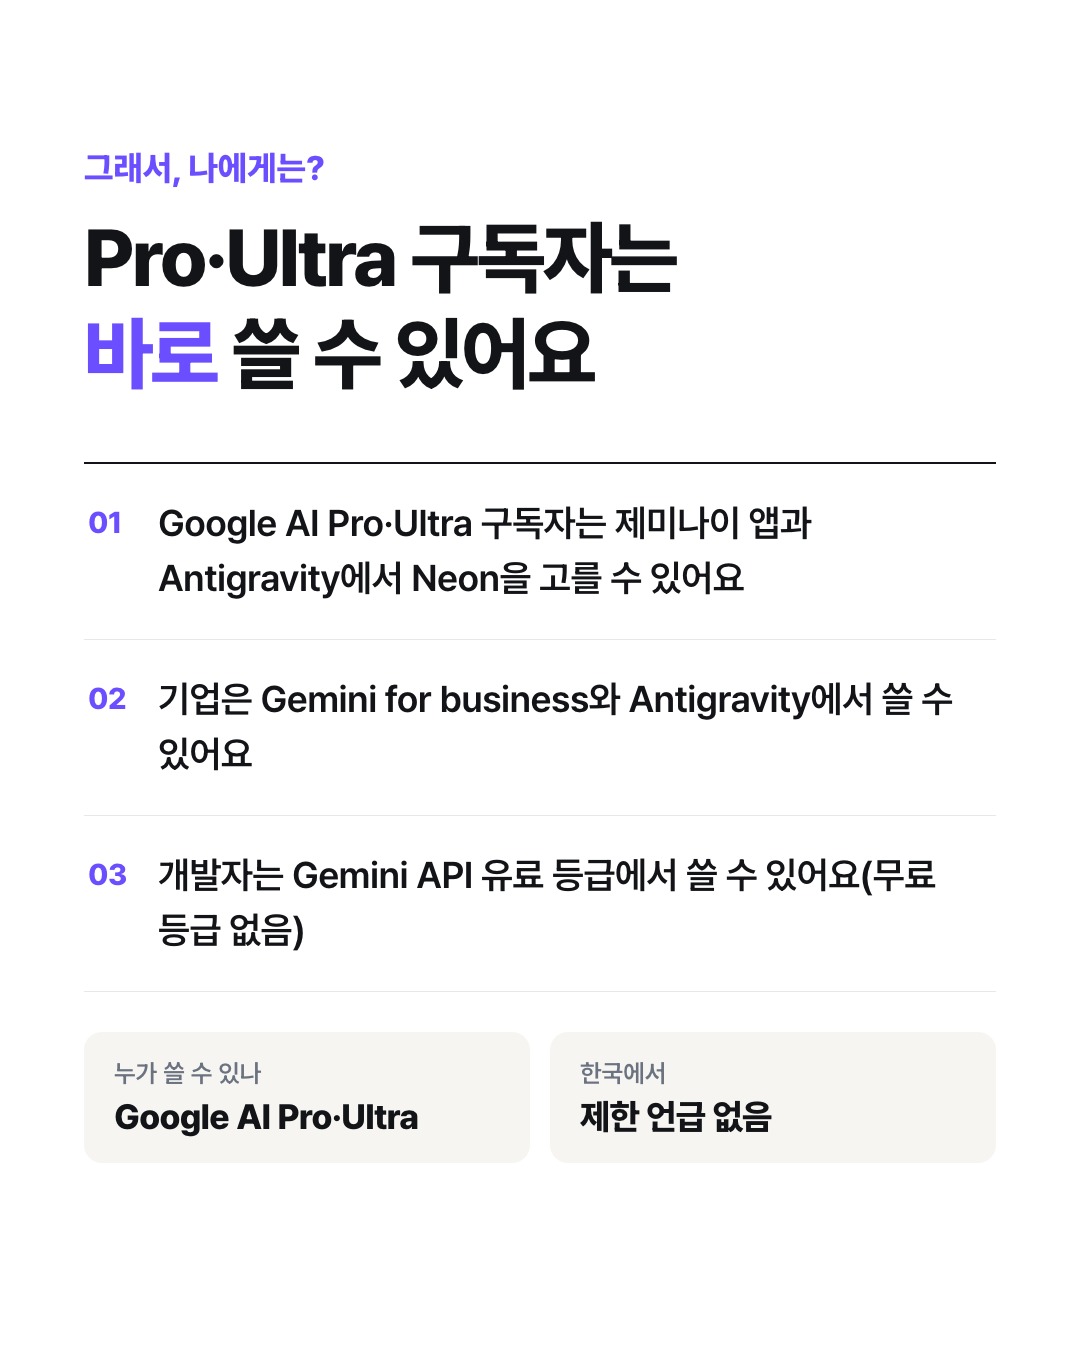 그래서, 나에게는?
Pro·Ultra 구독자는
바로 쓸 수 있어요
01 Google AI Pro·Ultra 구독자는 제미나이 앱과
Antigravity에서 Neon을 고를 수 있어요
02 기업은 Gemini for business와 Antigravity에서 쓸 수
있어요
03 개발자는 Gemini API 유료 등급에서 쓸 수 있어요(무료
등급 없음)
누가 쓸 수 있나
Google AI Pro·Ultra
한국에서
제한 언급 없음